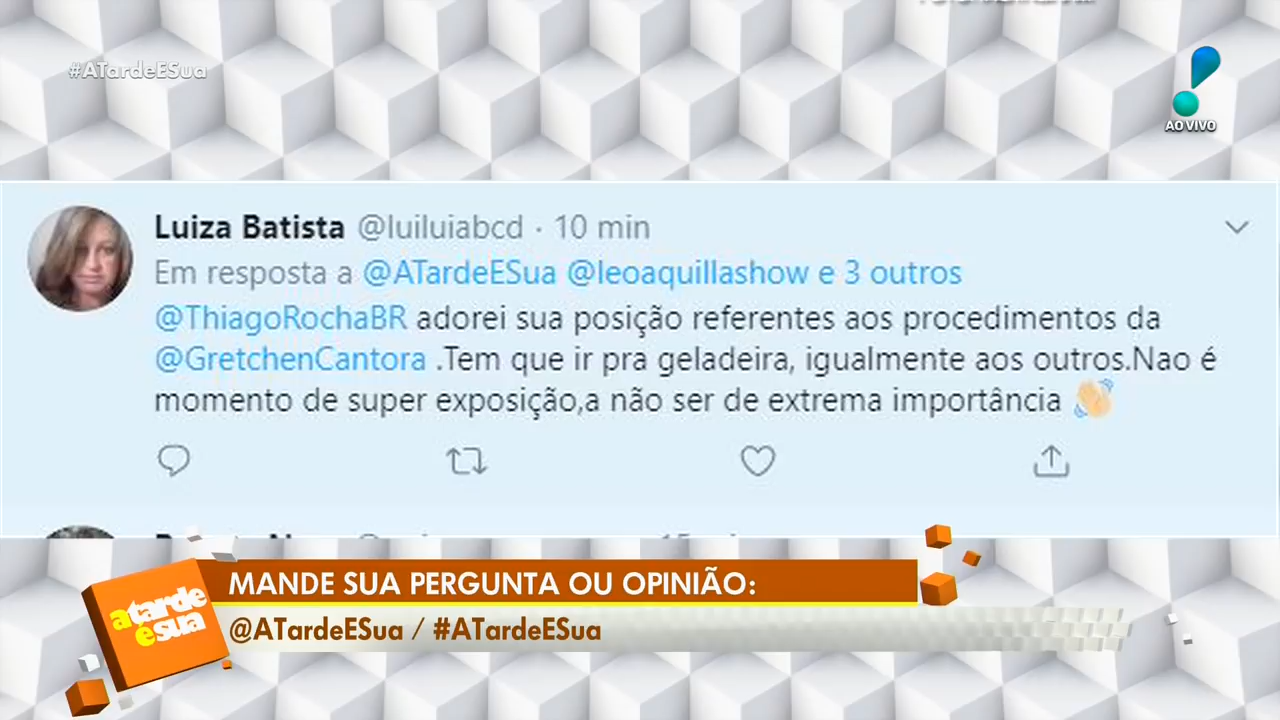 #ATardeESua
AO VIVO
Luiza Batista @luiluiabcd · 10 min
Em resposta a @ATardeESua @leoaquillashow e 3 outros
@ThiagoRochaBR adorei sua posição referentes aos procedimentos da
@GretchenCantora .Tem que ir pra geladeira, igualmente aos outros.Nao é
momento de super exposição,a não ser de extrema importância
MANDE SUA PERGUNTA OU OPINIÃO:
a tarde
é sua
@ATardeESua / #ATardeESua